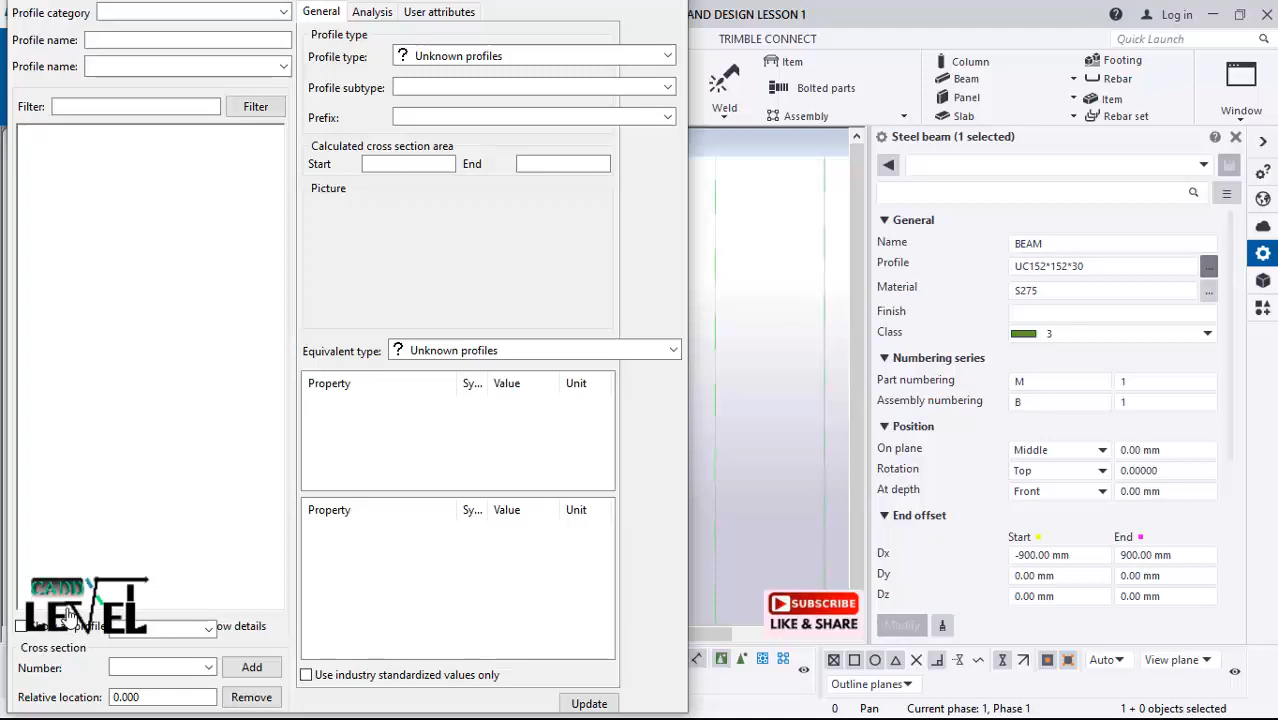 Profile category
Profile name:
Profile name:
Filter:
Filter
General
Analysis
User attributes
Profile type
Profile type:
? Unknown profiles
Profile subtype:
Prefix:
Calculated cross section area
Start
End
Picture
Equivalent type:
? Unknown profiles
Property
Sy...
Value
Unit
Property
Sy...
Value
Unit
Use industry standardized values only
Update
CADD
LEVEL
ow details
Cross section
Number:
Add
Relative location:
0.000
Remove
AND DESIGN LESSON 1
Log in
TRIMBLE CONNECT
Quick Launch
Weld
Item
Bolted parts
Assembly
Column
Beam
Panel
Slab
Footing
Rebar
Item
Rebar set
Window
Steel beam (1 selected)
General
Name
BEAM
Profile
UC152*152*30
...
Material
S275
...
Finish
Class
3
Numbering series
Part numbering
M
1
Assembly numbering
B
1
Position
On plane
Middle
0.00 mm
Rotation
Top
0.00000
At depth
Front
0.00 mm
End offset
Start
End
Dx
-900.00 mm
900.00 mm
Dy
0.00 mm
0.00 mm
Dz
0.00 mm
0.00 mm
Modify
SUBSCRIBE
LIKE & SHARE
Auto
View plane
Outline planes
0
Pan
Current phase: 1, Phase 1
1 + 0 objects selected